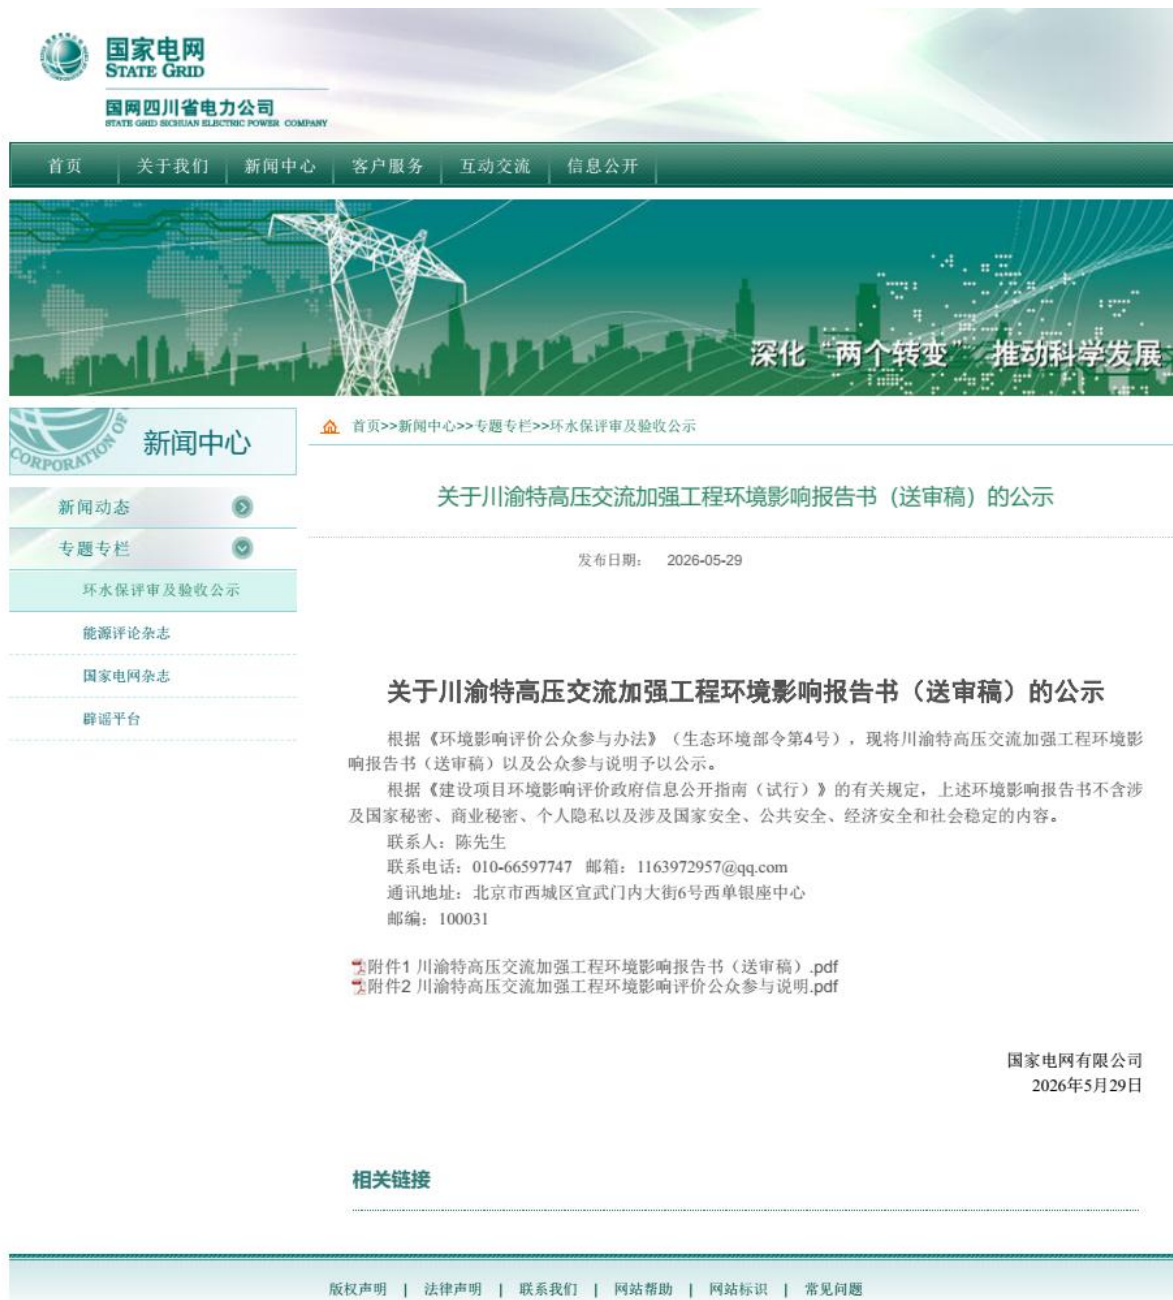 国家电网
STATE GRID
国网四川省电力公司
STATE GRID SICHUAN ELECTRIC POWER COMPANY
首页 关于我们 新闻中心 客户服务 互动交流 信息公开
深化“两个转变” 推动科学发展
CORPORATION OF
新闻中心
首页>>新闻中心>>专题专栏>>环水保评审及验收公示
新闻动态
专题专栏
环水保评审及验收公示
能源评论杂志
国家电网杂志
辟谣平台
关于川渝特高压交流加强工程环境影响报告书（送审稿）的公示
发布日期： 2026-05-29
关于川渝特高压交流加强工程环境影响报告书（送审稿）的公示
根据《环境影响评价公众参与办法》（生态环境部令第4号），现将川渝特高压交流加强工程环境影
响报告书（送审稿）以及公众参与说明予以公示。
根据《建设项目环境影响评价政府信息公开指南（试行）》的有关规定，上述环境影响报告书不含涉
及国家秘密、商业秘密、个人隐私以及涉及国家安全、公共安全、经济安全和社会稳定的内容。
联系人：陈先生
联系电话：010-66597747 邮箱：1163972957@qq.com
通讯地址：北京市西城区宣武门内大街6号西单银座中心
邮编：100031
附件1 川渝特高压交流加强工程环境影响报告书（送审稿）.pdf
附件2 川渝特高压交流加强工程环境影响评价公众参与说明.pdf
国家电网有限公司
2026年5月29日
相关链接
版权声明 | 法律声明 | 联系我们 | 网站帮助 | 网站标识 | 常见问题